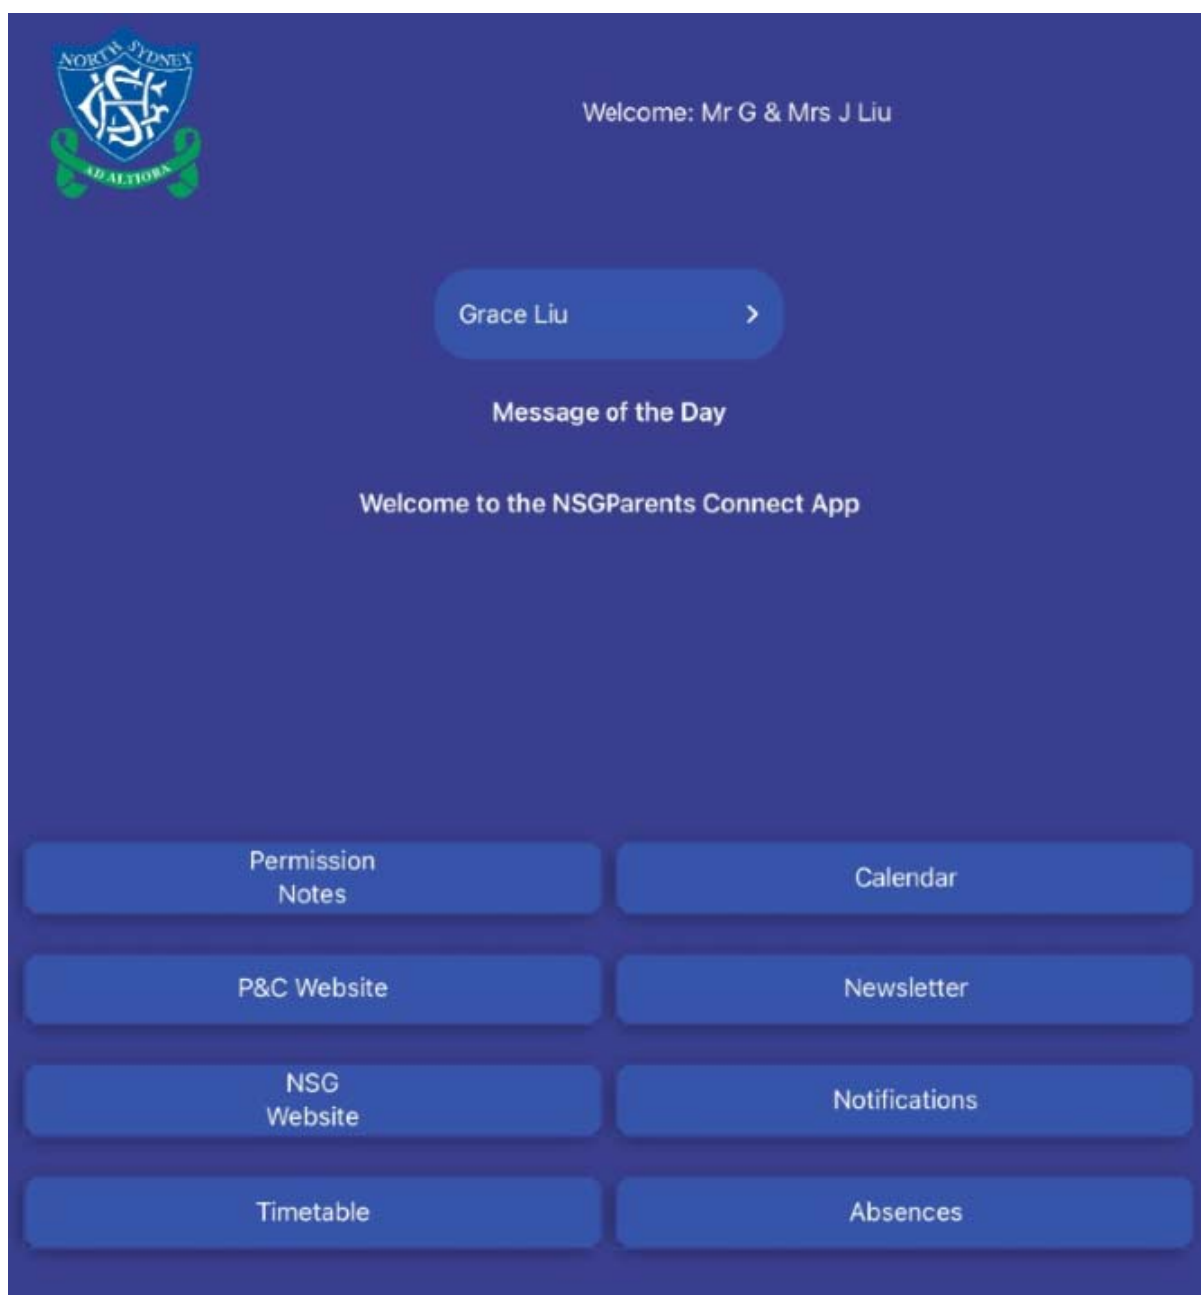 NORTH SYDNEY
AD ALTIORA
Welcome: Mr G & Mrs J Liu
Grace Liu
Message of the Day
Welcome to the NSGParents Connect App
Permission
Notes
Calendar
P&C Website
Newsletter
NSG
Website
Notifications
Timetable
Absences